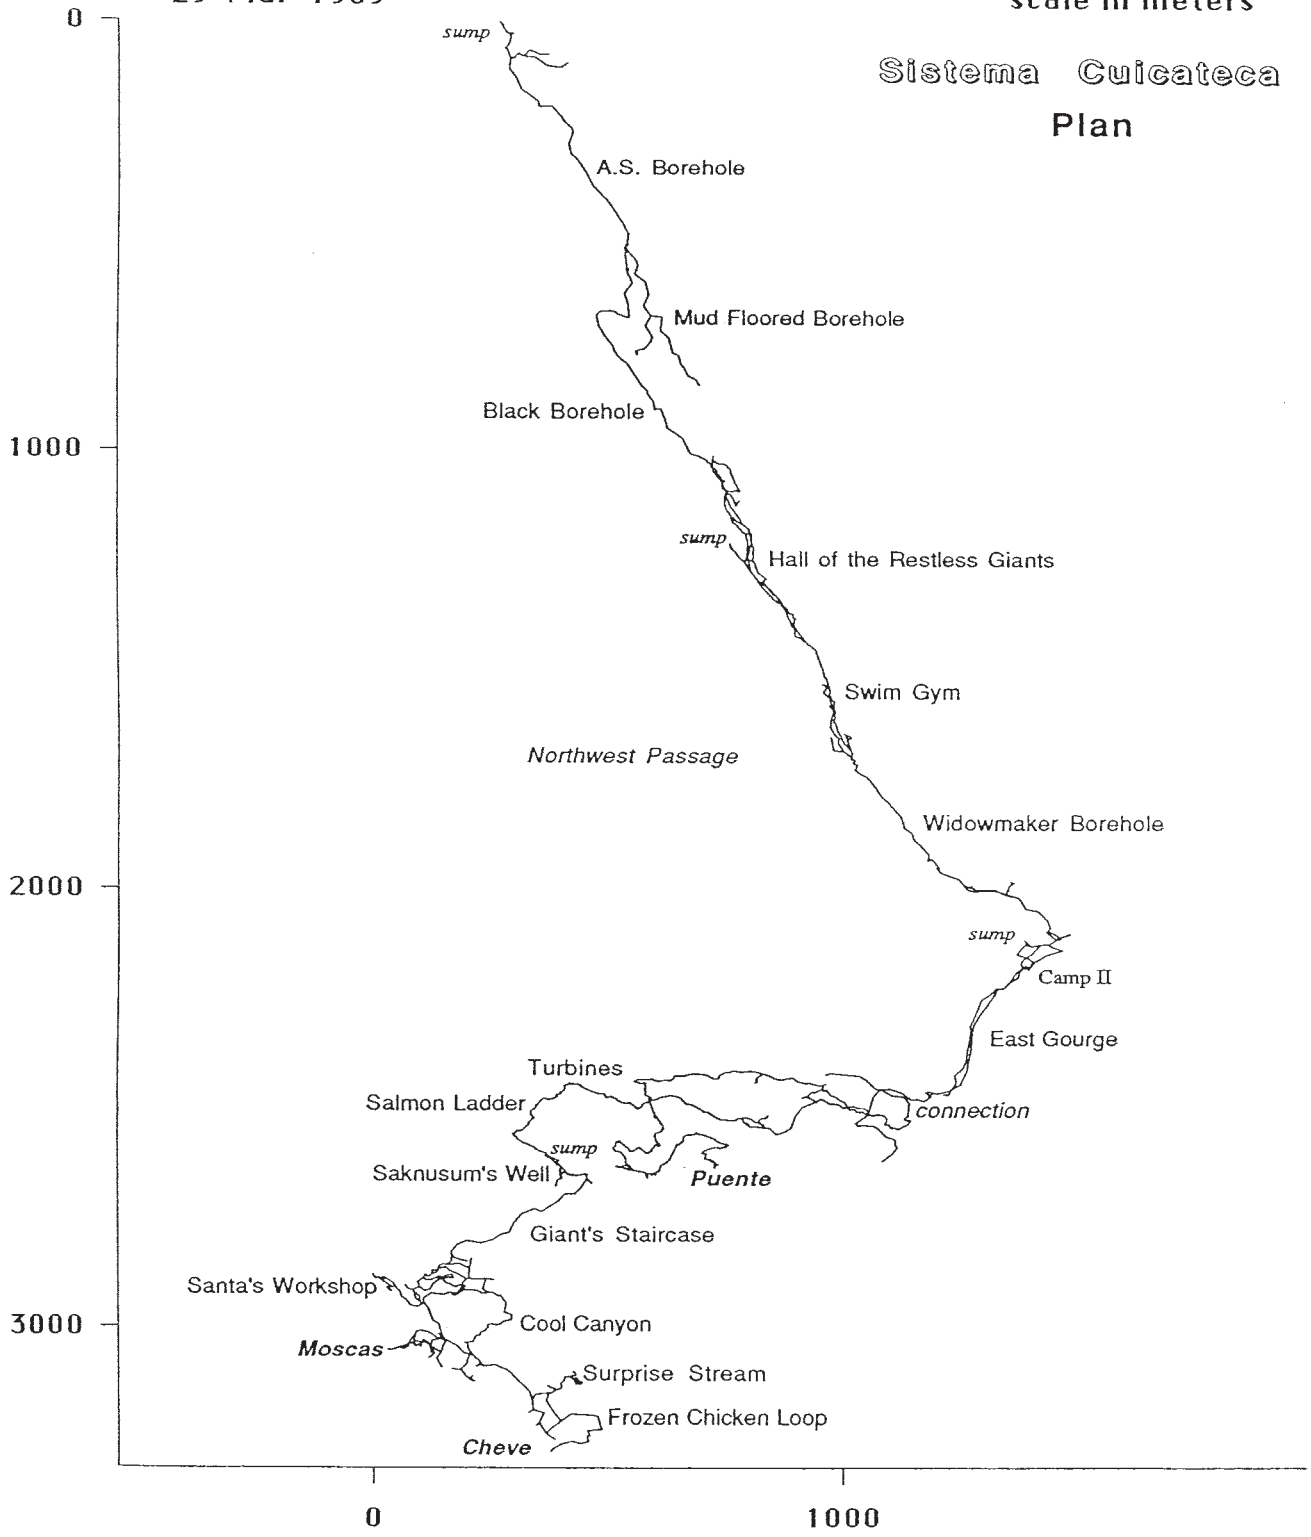 0
sump
scale in meters
Sistema Cuicateca
Plan
A.S. Borehole
Mud Floored Borehole
Black Borehole
1000
sump
Hall of the Restless Giants
Swim Gym
Northwest Passage
Widowmaker Borehole
2000
sump
Camp II
East Gourge
Turbines
Salmon Ladder
connection
sump
Saknusum's Well
Puente
Giant's Staircase
Santa's Workshop
3000
Cool Canyon
Moscas
Surprise Stream
Frozen Chicken Loop
Cheve
0 1000